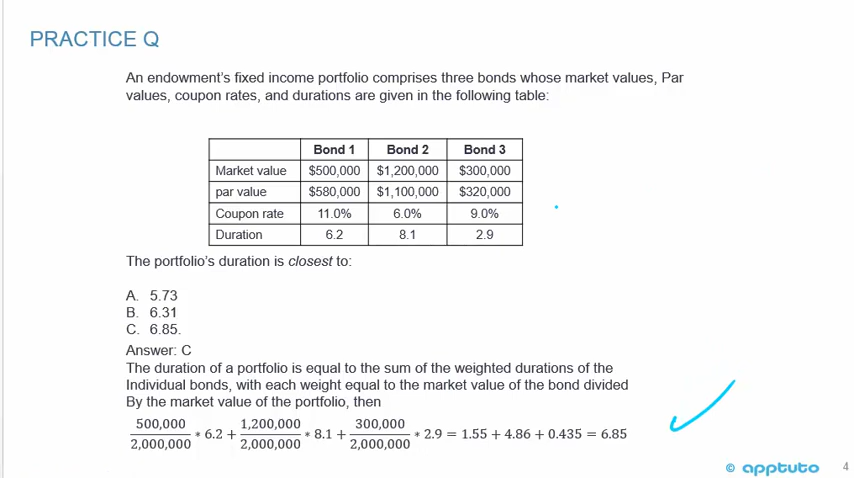 PRACTICE Q
An endowment's fixed income portfolio comprises three bonds whose market values, Par
values, coupon rates, and durations are given in the following table:
Bond 1 Bond 2 Bond 3
Market value $500,000 $1,200,000 $300,000
par value $580,000 $1,100,000 $320,000
Coupon rate 11.0% 6.0% 9.0%
Duration 6.2 8.1 2.9
The portfolio's duration is closest to:
A. 5.73
B. 6.31
C. 6.85.
Answer: C
The duration of a portfolio is equal to the sum of the weighted durations of the
Individual bonds, with each weight equal to the market value of the bond divided
By the market value of the portfolio, then
500,000/2,000,000 * 6.2 + 1,200,000/2,000,000 * 8.1 + 300,000/2,000,000 * 2.9 = 1.55 + 4.86 + 0.435 = 6.85
© apptuto 4